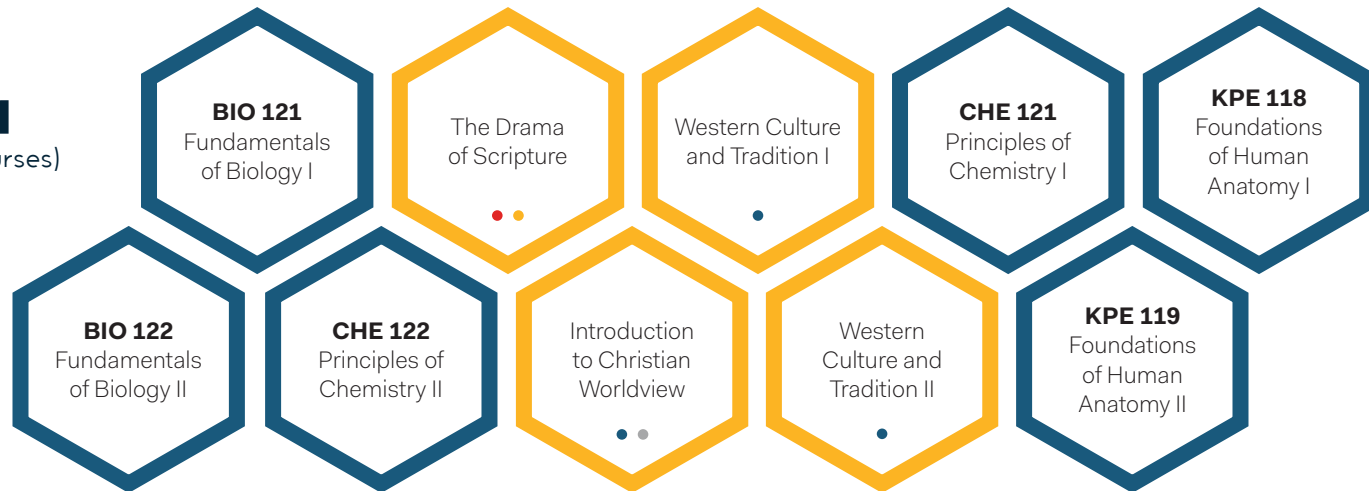 urses)
BIO 121
Fundamentals
of Biology I
The Drama
of Scripture
Western Culture
and Tradition I
CHE 121
Principles of
Chemistry I
KPE 118
Foundations
of Human
Anatomy I
BIO 122
Fundamentals
of Biology II
CHE 122
Principles of
Chemistry II
Introduction
to Christian
Worldview
Western
Culture and
Tradition II
KPE 119
Foundations
of Human
Anatomy II